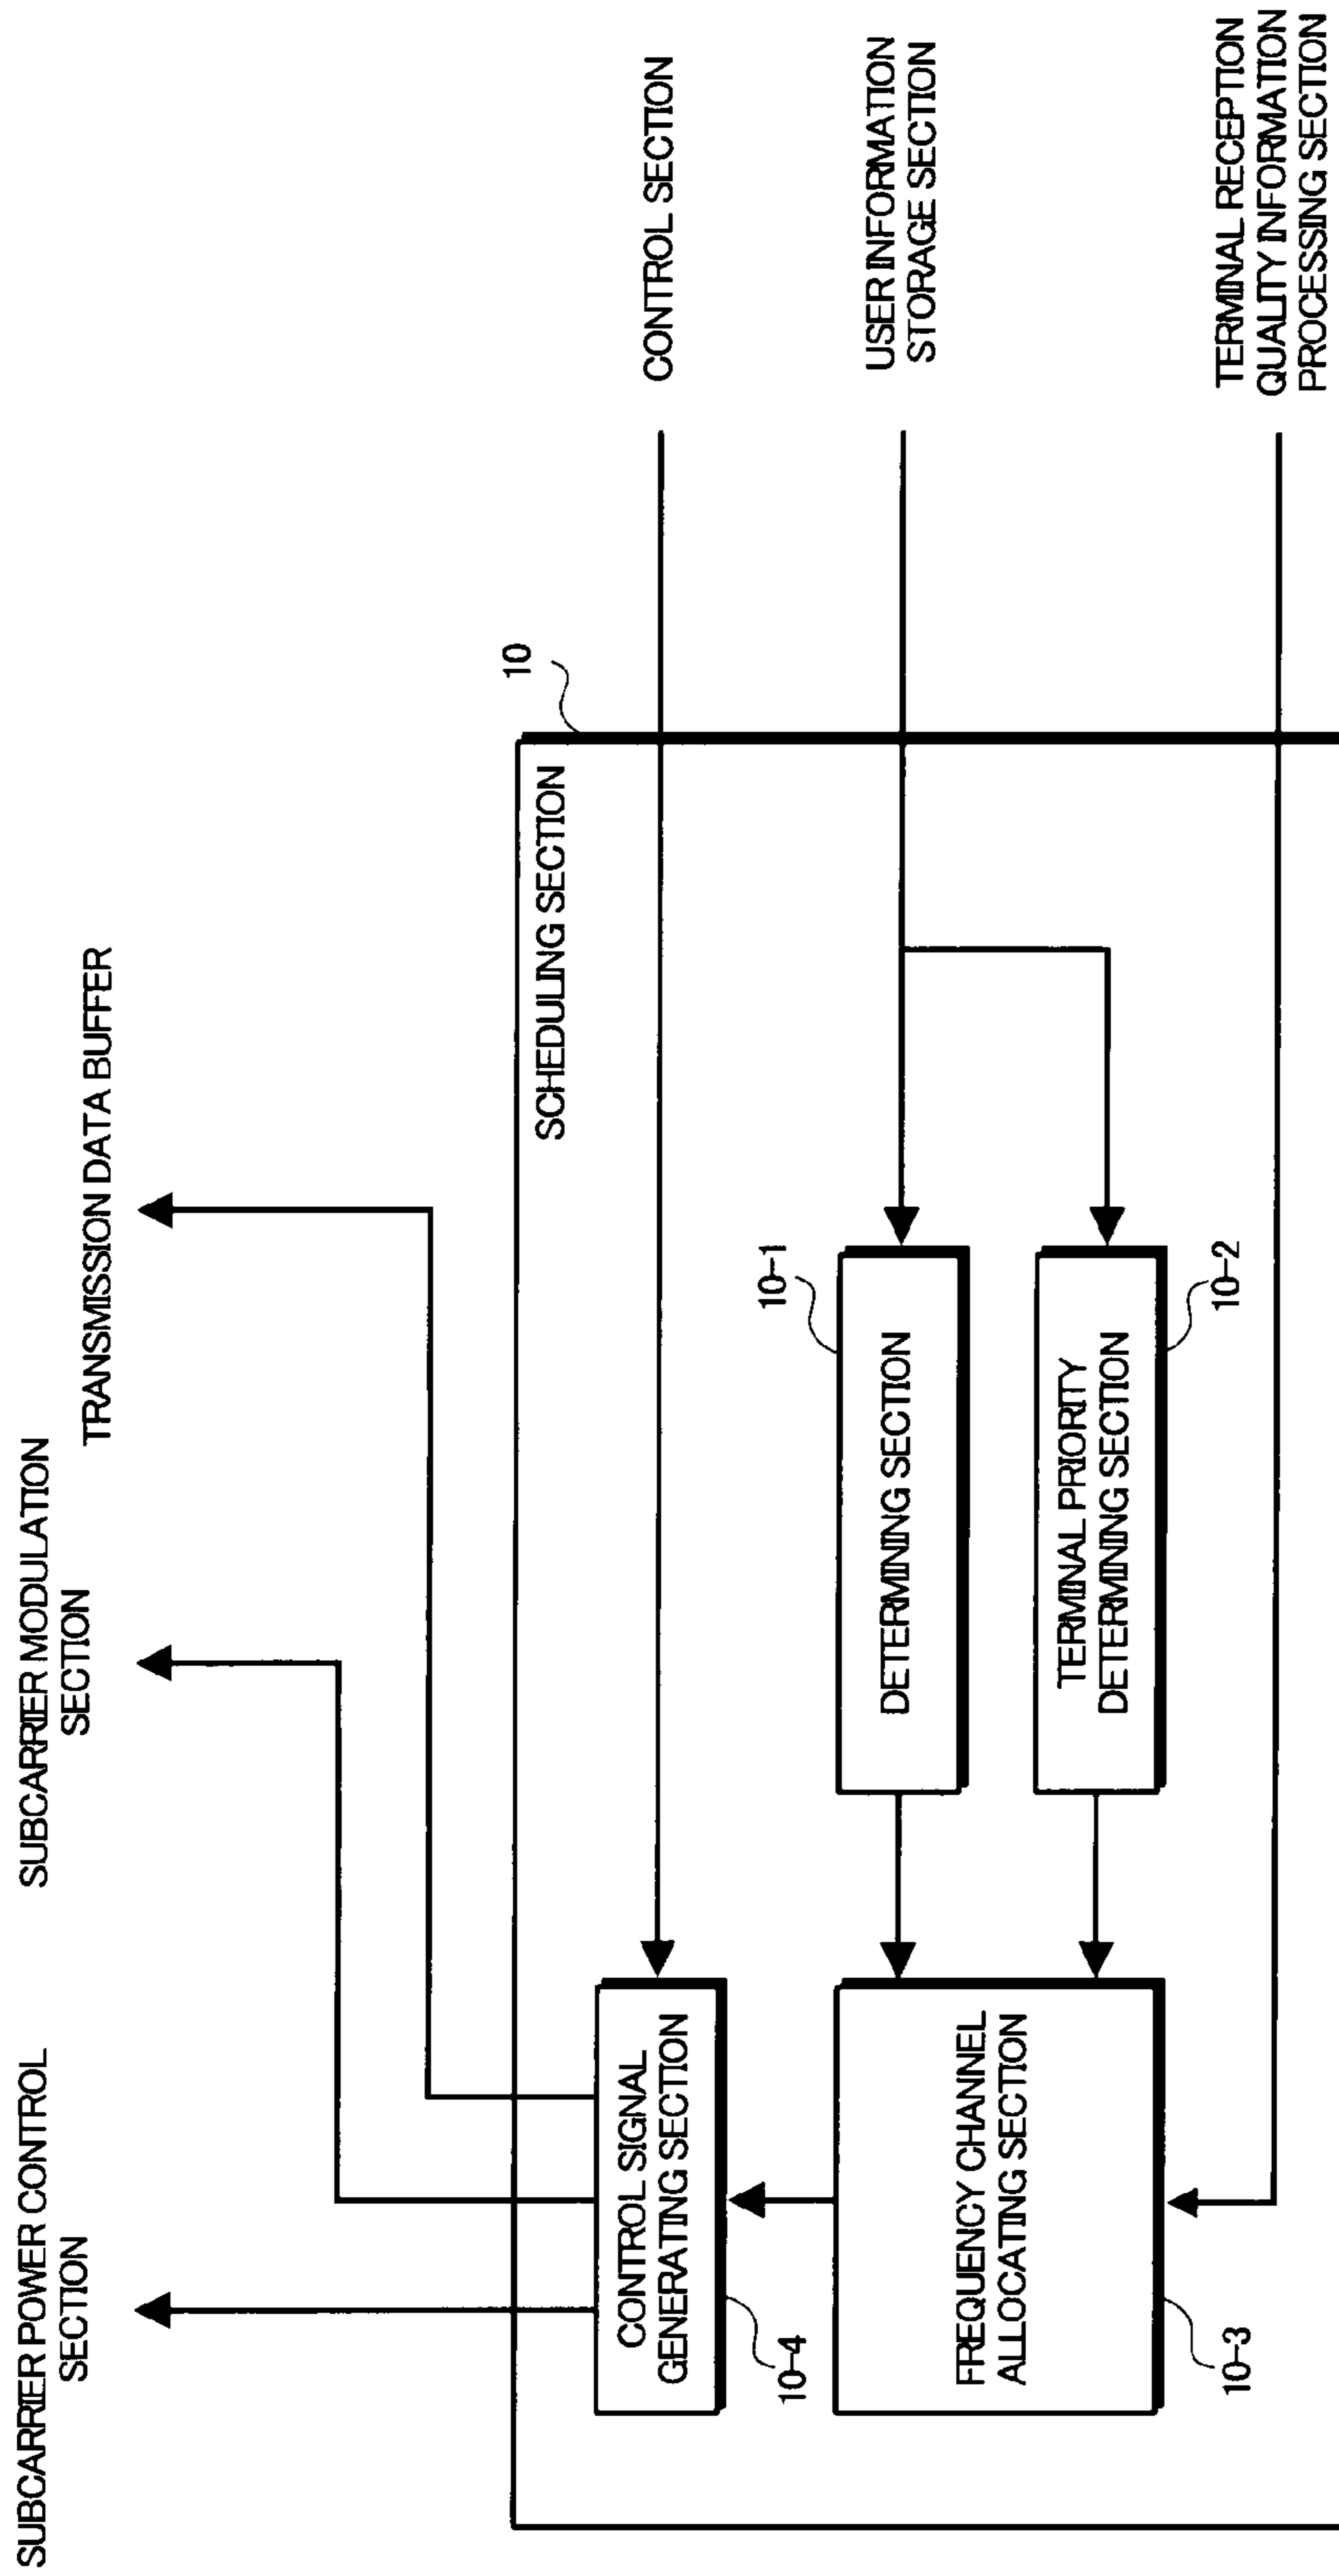 SUBCARRIER POWER CONTROL
SECTION
SUBCARRIER MODULATION
SECTION
TRANSMISSION DATA BUFFER
10
SCHEDULING SECTION
CONTROL SIGNAL
GENERATING SECTION
10-4
CONTROL SECTION
10-1
DETERMINING SECTION
USER INFORMATION
STORAGE SECTION
FREQUENCY CHANNEL
ALLOCATING SECTION
10-3
TERMINAL PRIORITY
DETERMINING SECTION
10-2
TERMINAL RECEPTION
QUALITY INFORMATION
PROCESSING SECTION